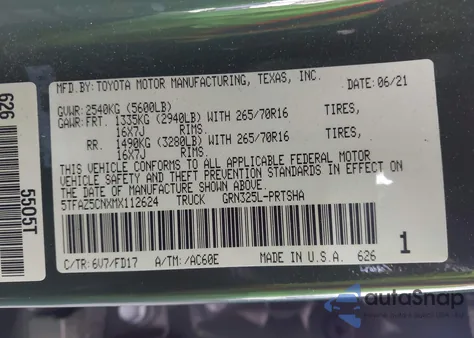 MFD.BY: TOYOTA MOTOR MANUFACTURING, TEXAS, INC.
DATE: 06/21
GVWR: 2540KG (5600LB)
GAWR: FRT. 1335KG (2940LB) WITH 265/70R16 TIRES,
16X7J RIMS.
RR. 1490KG (3280LB) WITH 265/70R16 TIRES,
16X7J RIMS.
THIS VEHICLE CONFORMS TO ALL APPLICABLE FEDERAL MOTOR
VEHICLE SAFETY AND THEFT PREVENTION STANDARDS IN EFFECT ON
THE DATE OF MANUFACTURE SHOWN ABOVE.
5TFAZ5CNXMX112624 TRUCK GRN325L-PRTSHA
C/TR: 6V7/FD17 A/TM: /AC60E MADE IN U.S.A. 626
1
626
5505T
autoSnap